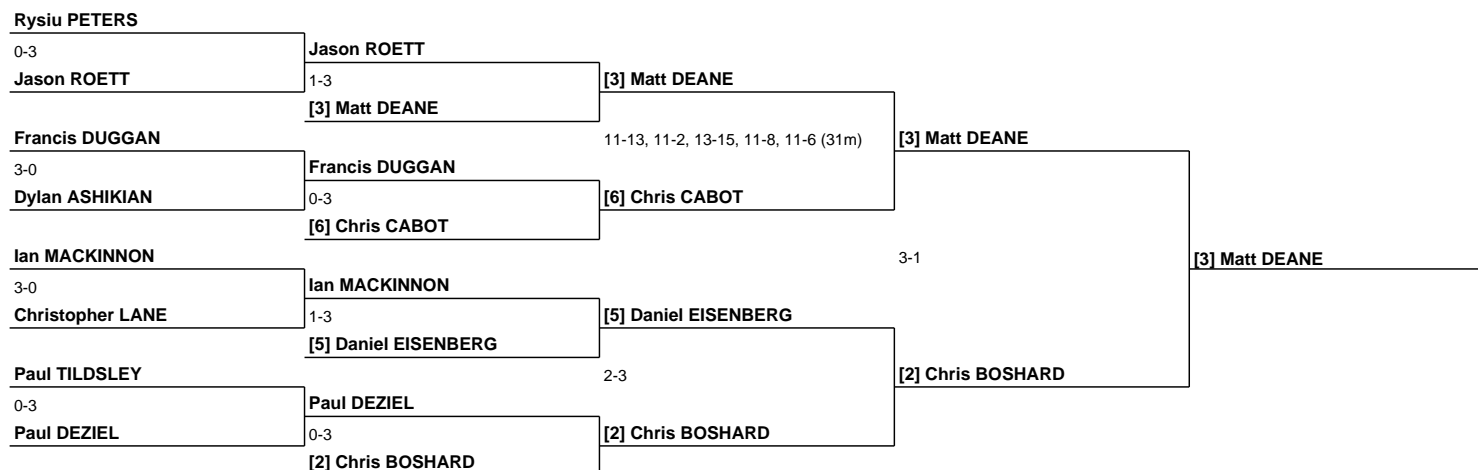 Rysiu PETERS
0-3
Jason ROETT
Jason ROETT
1-3
[3] Matt DEANE
[3] Matt DEANE
Francis DUGGAN
11-13, 11-2, 13-15, 11-8, 11-6 (31m)
[3] Matt DEANE
3-0
Francis DUGGAN
Dylan ASHIKIAN
0-3
[6] Chris CABOT
[6] Chris CABOT
Ian MACKINNON
3-1
[3] Matt DEANE
3-0
Ian MACKINNON
Christopher LANE
1-3
[5] Daniel EISENBERG
[5] Daniel EISENBERG
Paul TILDSLEY
2-3
[2] Chris BOSHARD
0-3
Paul DEZIEL
Paul DEZIEL
0-3
[2] Chris BOSHARD
[2] Chris BOSHARD